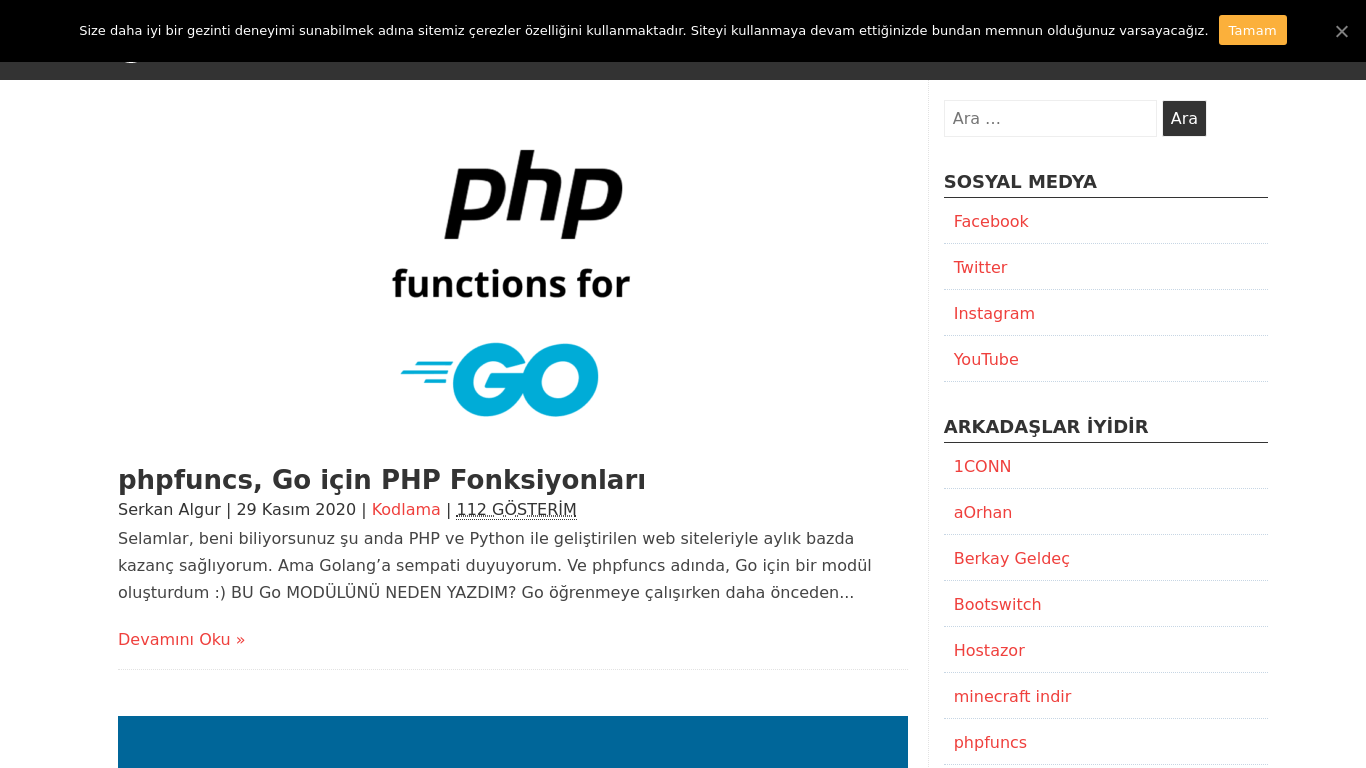 Size daha iyi bir gezinti deneyimi sunabilmek adına sitemiz çerezler özelliğini kullanmaktadır. Siteyi kullanmaya devam ettiğinizde bundan memnun olduğunuz varsayacağız.
Tamam
php
functions for
GO
phpfuncs, Go için PHP Fonksiyonları
Serkan Algur | 29 Kasım 2020 | Kodlama | 112 GÖSTERİM
Selamlar, beni biliyorsunuz şu anda PHP ve Python ile geliştirilen web siteleriyle aylık bazda
kazanç sağlıyorum. Ama Golang’a sempati duyuyorum. Ve phpfuncs adında, Go için bir modül
oluşturdum :) BU Go MODÜLÜNÜ NEDEN YAZDIM? Go öğrenmeye çalışırken daha önceden...
Devamını Oku »
Ara …
Ara
SOSYAL MEDYA
Facebook
Twitter
Instagram
YouTube
ARKADAŞLAR İYİDİR
1CONN
aOrhan
Berkay Geldeç
Bootswitch
Hostazor
minecraft indir
phpfuncs